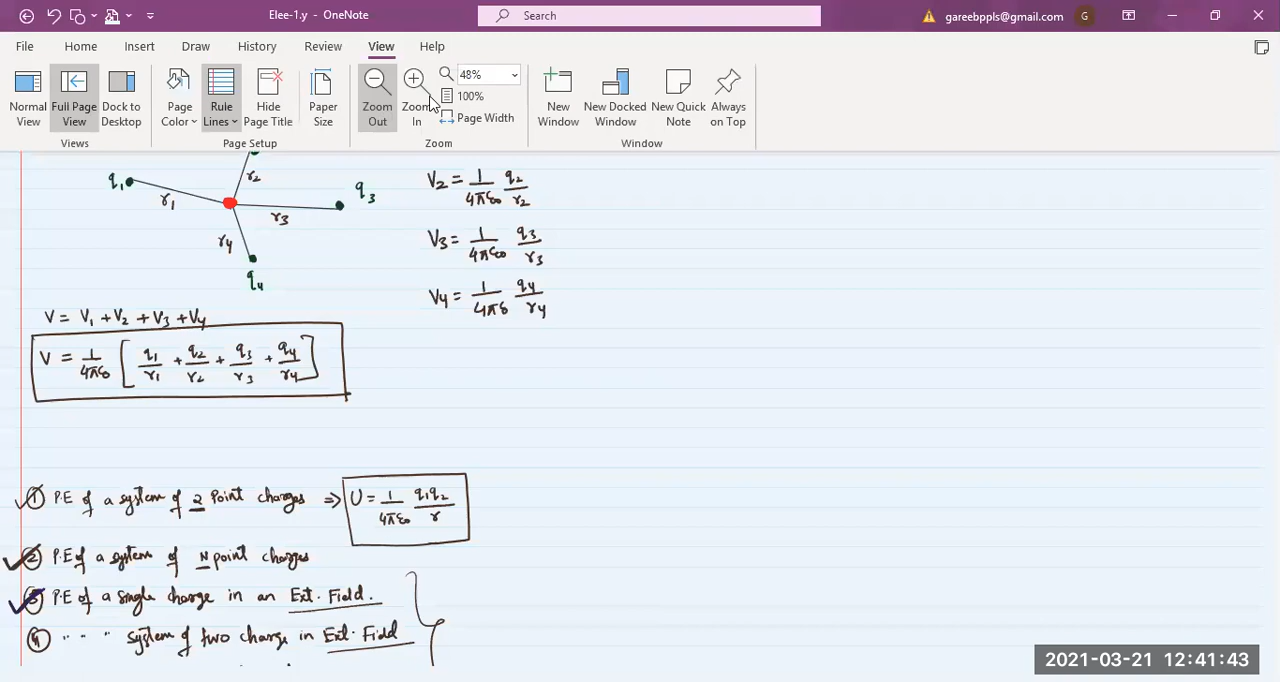 Elee-1.y - OneNote
Search
gareebppls@gmail.com
G
File Home Insert Draw History Review View Help
Normal View
Full Page View
Dock to Desktop
Views
Page Color
Rule Lines
Hide Page Title
Paper Size
Page Setup
Zoom Out
Zoom In
48%
100%
Page Width
Zoom
New Window
New Docked Window
New Quick Note
Always on Top
Window
q1
r1
r2
q3
r3
r4
q4
V2 = 1/4πε0 q2/r2
V3 = 1/4πε0 q3/r3
V4 = 1/4πε q4/r4
V = V1 + V2 + V3 + V4
V = 1/4πε0 [ q1/r1 + q2/r2 + q3/r3 + q4/r4 ]
① P.E of a system of 2 Point charges ⇒ U = 1/4πε0 q1q2/r
② P.E of a system of N point charges
③ P.E of a single charge in an Ext. Field.
④ " " " system of two charge in Ext. Field
2021-03-21 12:41:43